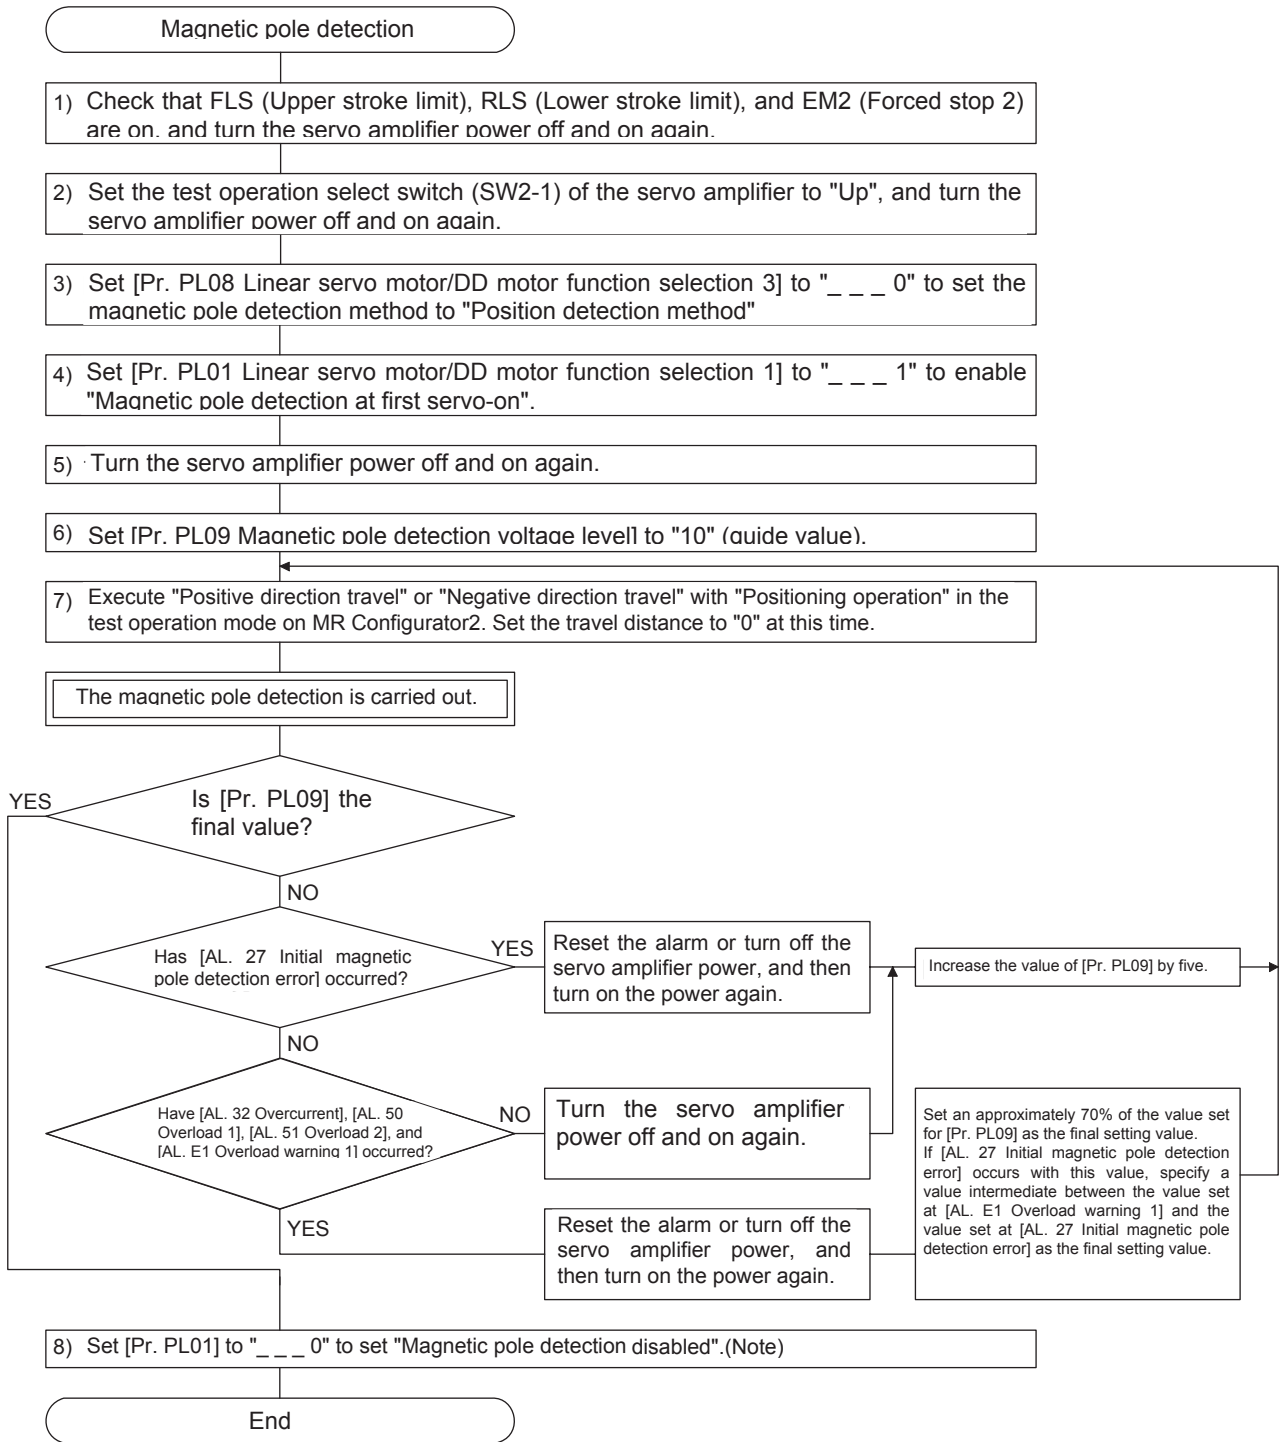 Magnetic pole detection
1) Check that FLS (Upper stroke limit), RLS (Lower stroke limit), and EM2 (Forced stop 2)
are on, and turn the servo amplifier power off and on again.
2) Set the test operation select switch (SW2-1) of the servo amplifier to "Up", and turn the
servo amplifier power off and on again.
3) Set [Pr. PL08 Linear servo motor/DD motor function selection 3] to "_ _ _ 0" to set the
magnetic pole detection method to "Position detection method"
4) Set [Pr. PL01 Linear servo motor/DD motor function selection 1] to "_ _ _ 1" to enable
"Magnetic pole detection at first servo-on".
5) Turn the servo amplifier power off and on again.
6) Set [Pr. PL09 Magnetic pole detection voltage level] to "10" (guide value).
7) Execute "Positive direction travel" or "Negative direction travel" with "Positioning operation" in the
test operation mode on MR Configurator2. Set the travel distance to "0" at this time.
The magnetic pole detection is carried out.
YES
Is [Pr. PL09] the
final value?
NO
Has [AL. 27 Initial magnetic
pole detection error] occurred?
YES
Reset the alarm or turn off the
servo amplifier power, and then
turn on the power again.
Increase the value of [Pr. PL09] by five.
NO
Have [AL. 32 Overcurrent], [AL. 50
Overload 1], [AL. 51 Overload 2], and
[AL. E1 Overload warning 1] occurred?
NO
Turn the servo amplifier
power off and on again.
Set an approximately 70% of the value set
for [Pr. PL09] as the final setting value.
If [AL. 27 Initial magnetic pole detection
error] occurs with this value, specify a
value intermediate between the value set
at [AL. E1 Overload warning 1] and the
value set at [AL. 27 Initial magnetic pole
detection error] as the final setting value.
YES
Reset the alarm or turn off the
servo amplifier power, and
then turn on the power again.
8) Set [Pr. PL01] to "_ _ _ 0" to set "Magnetic pole detection disabled".(Note)
End